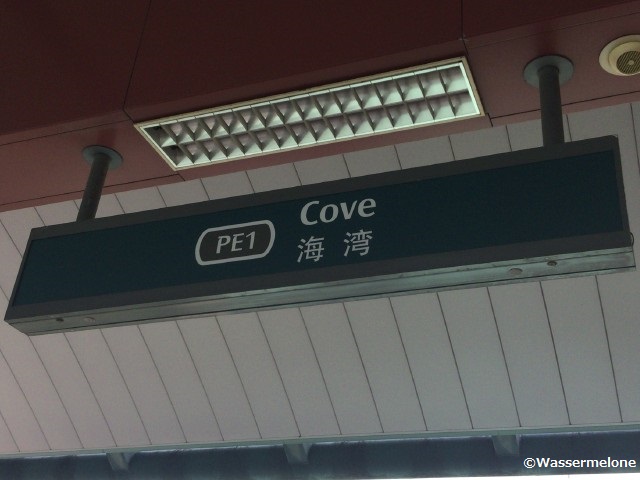 PE1
Cove
海湾
©Wassermelone